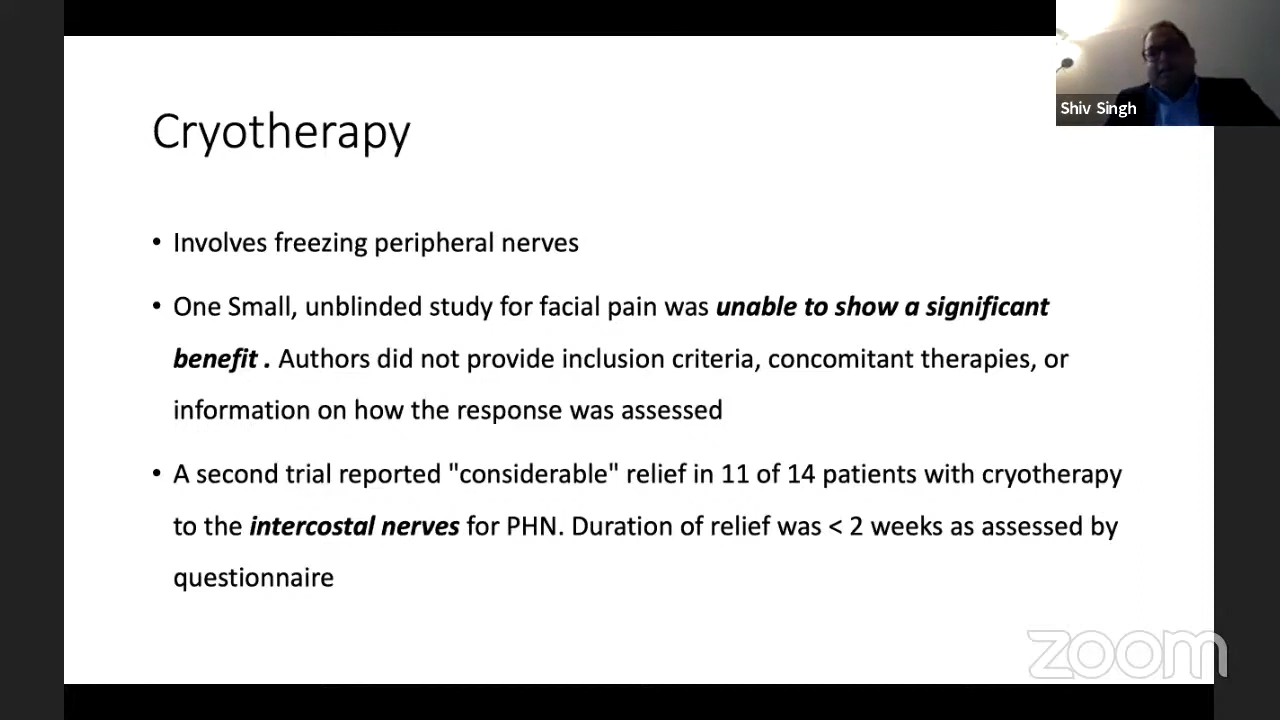 Shiv Singh
Cryotherapy
• Involves freezing peripheral nerves
• One Small, unblinded study for facial pain was unable to show a significant
benefit . Authors did not provide inclusion criteria, concomitant therapies, or
information on how the response was assessed
• A second trial reported "considerable" relief in 11 of 14 patients with cryotherapy
to the intercostal nerves for PHN. Duration of relief was < 2 weeks as assessed by
questionnaire
zoom